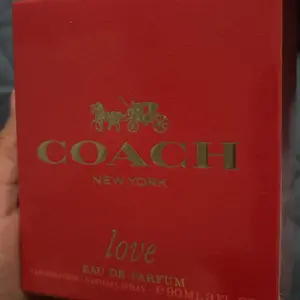 COACH
NEW YORK
love
EAU DE PARFUM